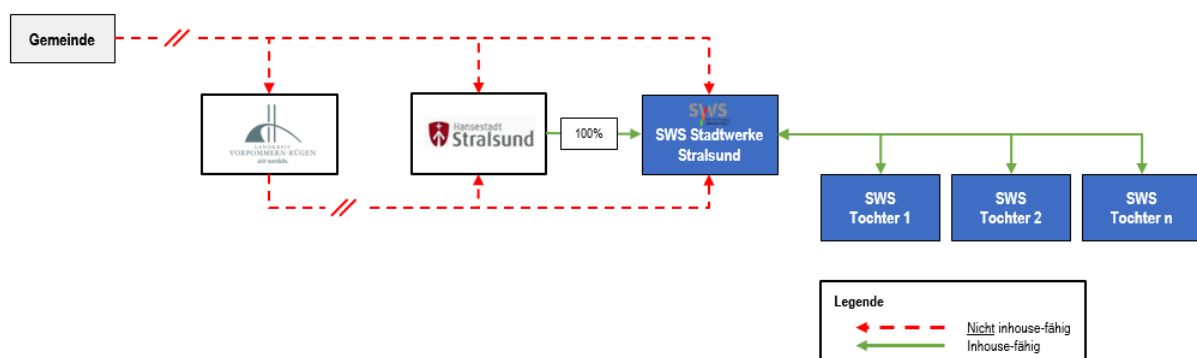 Gemeinde
LANDKREIS
VORPOMMERN-RÜGEN
Hansestadt
Stralsund
100%
SWS
SWS Stadtwerke
Stralsund
SWS
Tochter 1
SWS
Tochter 2
SWS
Tochter n
Legende
Nicht inhouse-fähig
Inhouse-fähig